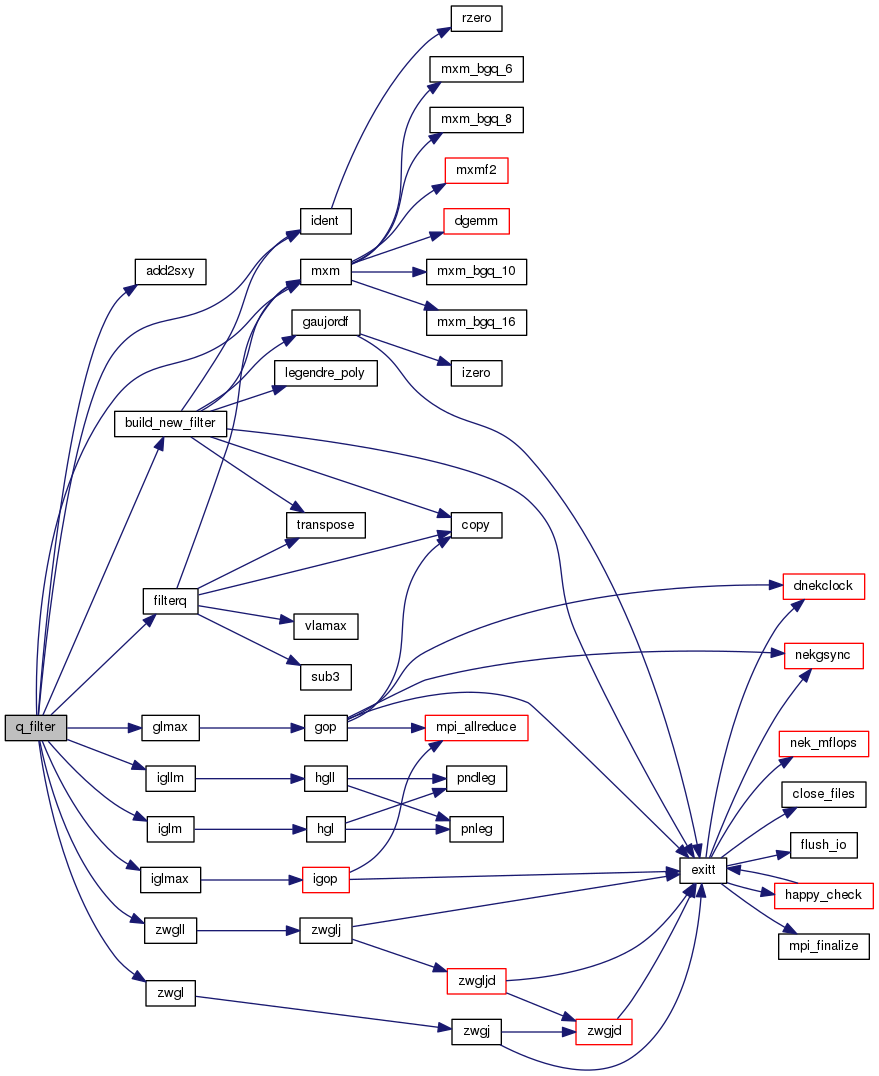 rzero
mxm_bgq_6
mxm_bgq_8
mxmf2
ident
dgemm
add2sxy
mxm
mxm_bgq_10
gaujordf
mxm_bgq_16
legendre_poly
izero
build_new_filter
transpose
copy
filterq
dnekclock
vlamax
nekgsync
sub3
q_filter
glmax
gop
mpi_allreduce
nek_mflops
igllm
hgll
pndleg
close_files
iglm
hgl
pnleg
flush_io
iglmax
igop
exitt
happy_check
zwgll
zwglj
mpi_finalize
zwgljd
zwgl
zwgj
zwgjd